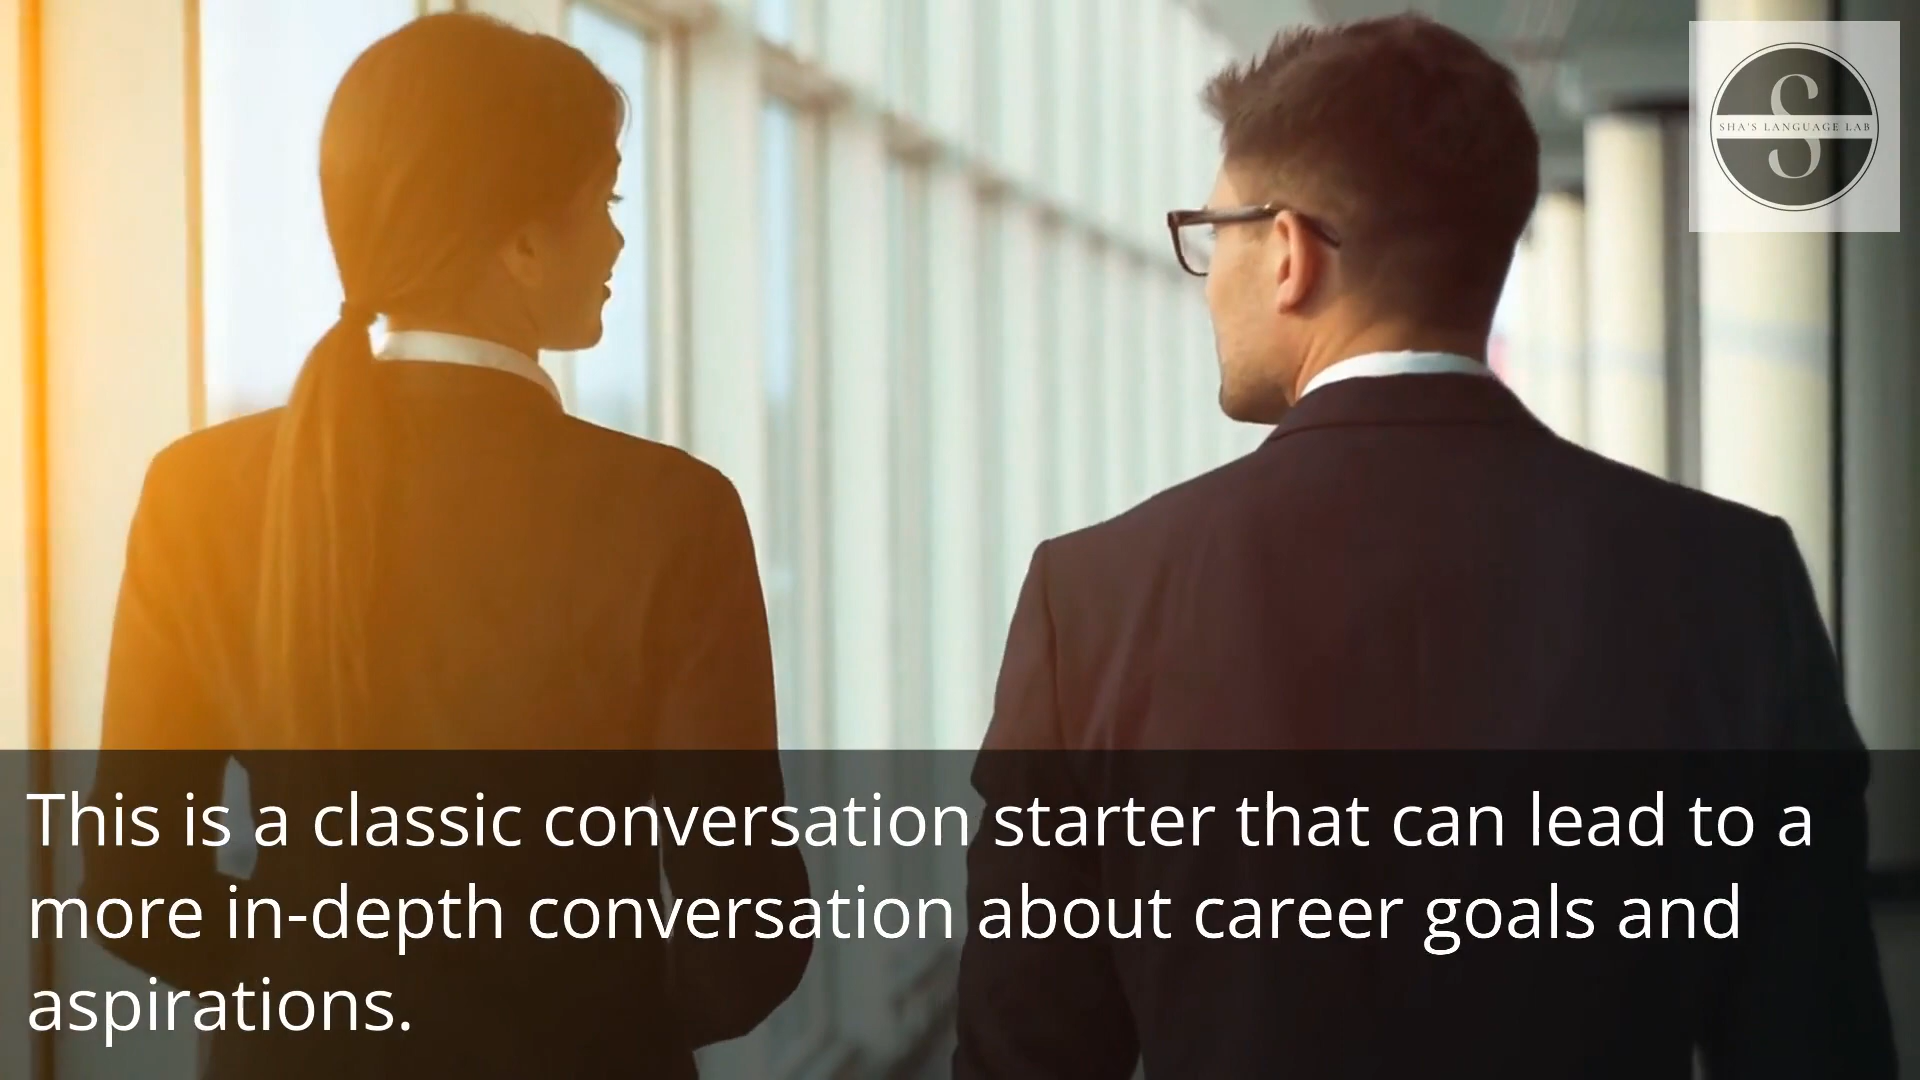 S
SHA'S LANGUAGE LAB
This is a classic conversation starter that can lead to a
more in-depth conversation about career goals and
aspirations.